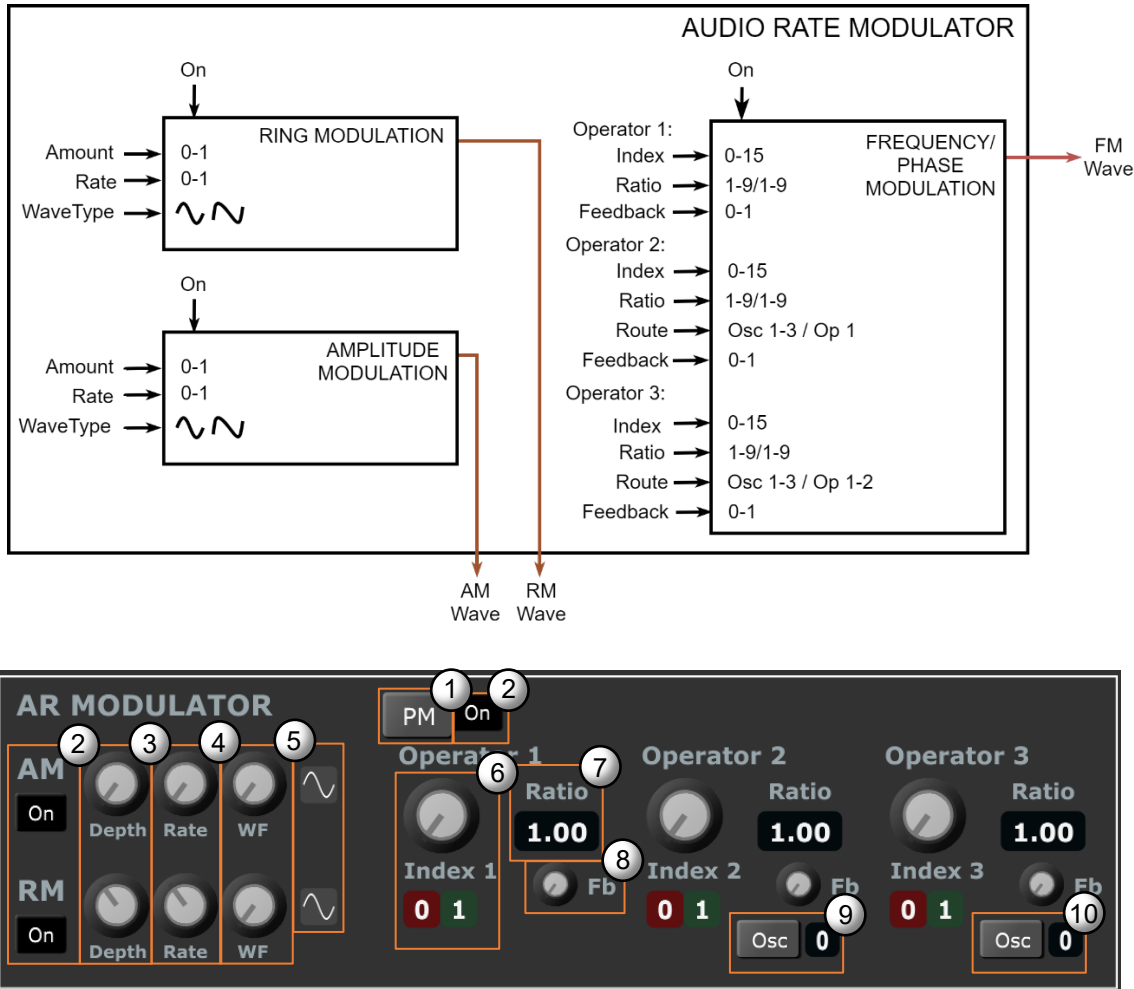 AUDIO RATE MODULATOR
On
RING MODULATION
Amount 0-1
Rate 0-1
WaveType
On
AMPLITUDE
MODULATION
Amount 0-1
Rate 0-1
WaveType
AM
Wave
RM
Wave
On
FREQUENCY/
PHASE
MODULATION
Operator 1:
Index 0-15
Ratio 1-9/1-9
Feedback 0-1
Operator 2:
Index 0-15
Ratio 1-9/1-9
Route Osc 1-3 / Op 1
Feedback 0-1
Operator 3:
Index 0-15
Ratio 1-9/1-9
Route Osc 1-3 / Op 1-2
Feedback 0-1
FM
Wave
AR MODULATOR
1 2
PM On
2 3 4 5
AM
On
Depth Rate WF
RM
On
Depth Rate WF
Operator 1
6 7
Ratio
1.00
8
Index 1
Fb
0 1
Operator 2
Ratio
1.00
Index 2
Fb
0 1
9
Osc 0
Operator 3
Ratio
1.00
Index 3
Fb
0 1
10
Osc 0